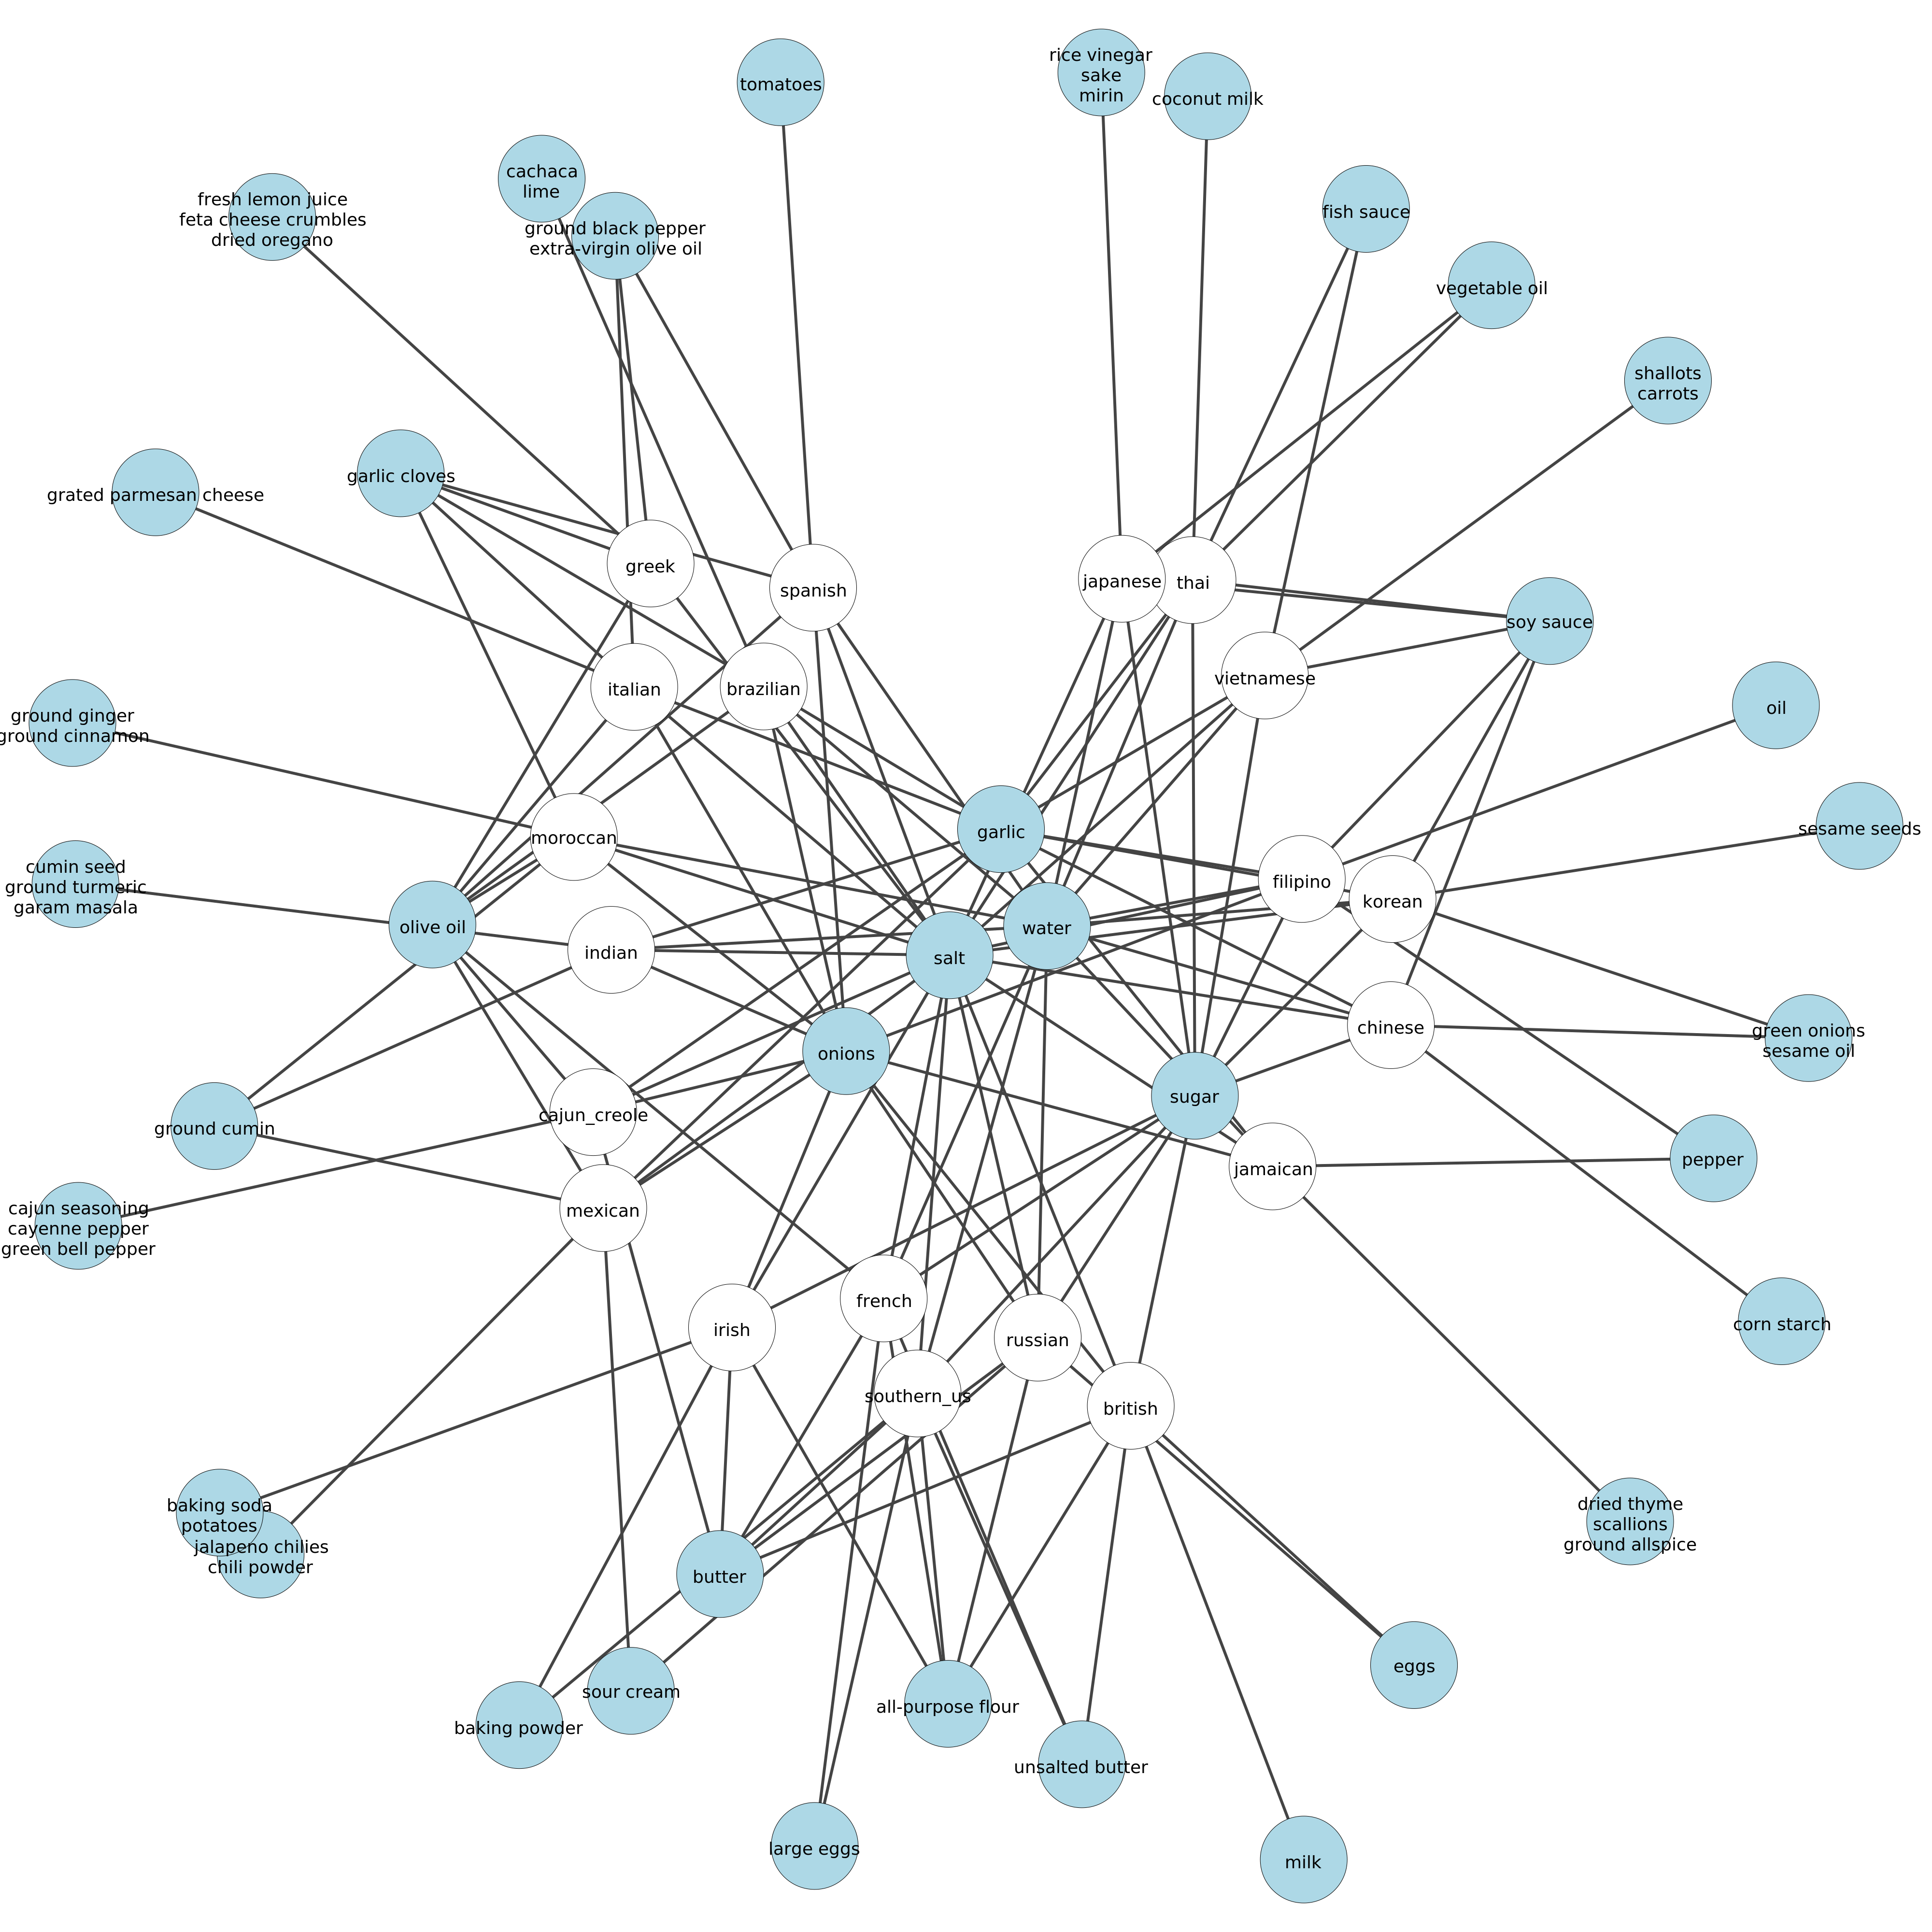 rice vinegar
sake
mirin
tomatoes
coconut milk
cachaca
lime
fresh lemon juice
feta cheese crumbles
dried oregano
ground black pepper
extra-virgin olive oil
fish sauce
vegetable oil
shallots
carrots
garlic cloves
grated parmesan cheese
greek
spanish
japanese
thai
soy sauce
vietnamese
italian
brazilian
oil
ground ginger
ground cinnamon
moroccan
garlic
sesame seeds
cumin seed
ground turmeric
garam masala
filipino
korean
olive oil
water
indian
salt
chinese
green onions
sesame oil
onions
sugar
cajun_creole
ground cumin
pepper
jamaican
cajun seasoning
cayenne pepper
green bell pepper
mexican
french
irish
russian
corn starch
southern_us
british
baking soda
potatoes
jalapeno chilies
chili powder
dried thyme
scallions
ground allspice
butter
eggs
sour cream
all-purpose flour
baking powder
unsalted butter
large eggs
milk